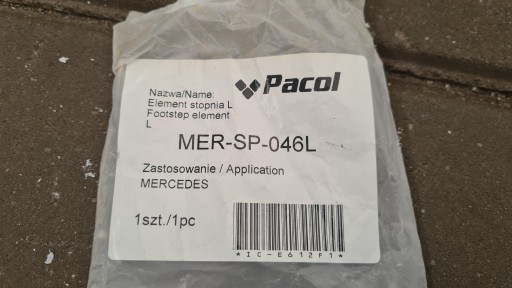 Pacol
Nazwa/Name:
Element stopnia L
Footstep element
L
MER-SP-046L
Zastosowanie / Application
MERCEDES
1szt./1pc
*IC-E612F1*